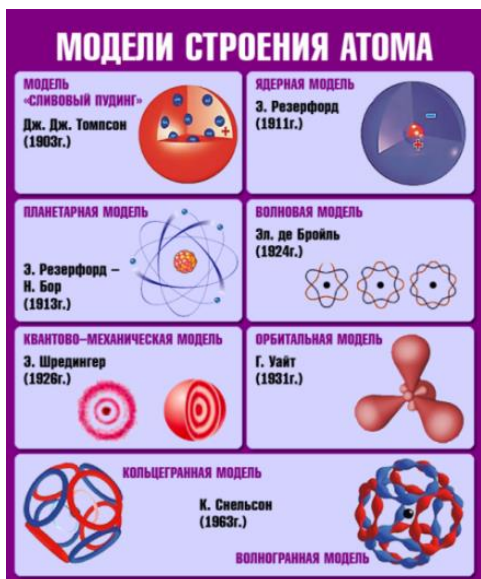 МОДЕЛИ СТРОЕНИЯ АТОМА
МОДЕЛЬ
«СЛИВОВЫЙ ПУДИНГ»
Дж. Дж. Томпсон
(1903г.)
ЯДЕРНАЯ МОДЕЛЬ
Э. Резерфорд
(1911г.)
ПЛАНЕТАРНАЯ МОДЕЛЬ
Э. Резерфорд –
Н. Бор
(1913г.)
ВОЛНОВАЯ МОДЕЛЬ
Эл. де Бройль
(1924г.)
КВАНТОВО–МЕХАНИЧЕСКАЯ МОДЕЛЬ
Э. Шредингер
(1926г.)
ОРБИТАЛЬНАЯ МОДЕЛЬ
Г. Уайт
(1931г.)
КОЛЬЦЕГРАННАЯ МОДЕЛЬ
К. Снельсон
(1963г.)
ВОЛНОГРАННАЯ МОДЕЛЬ